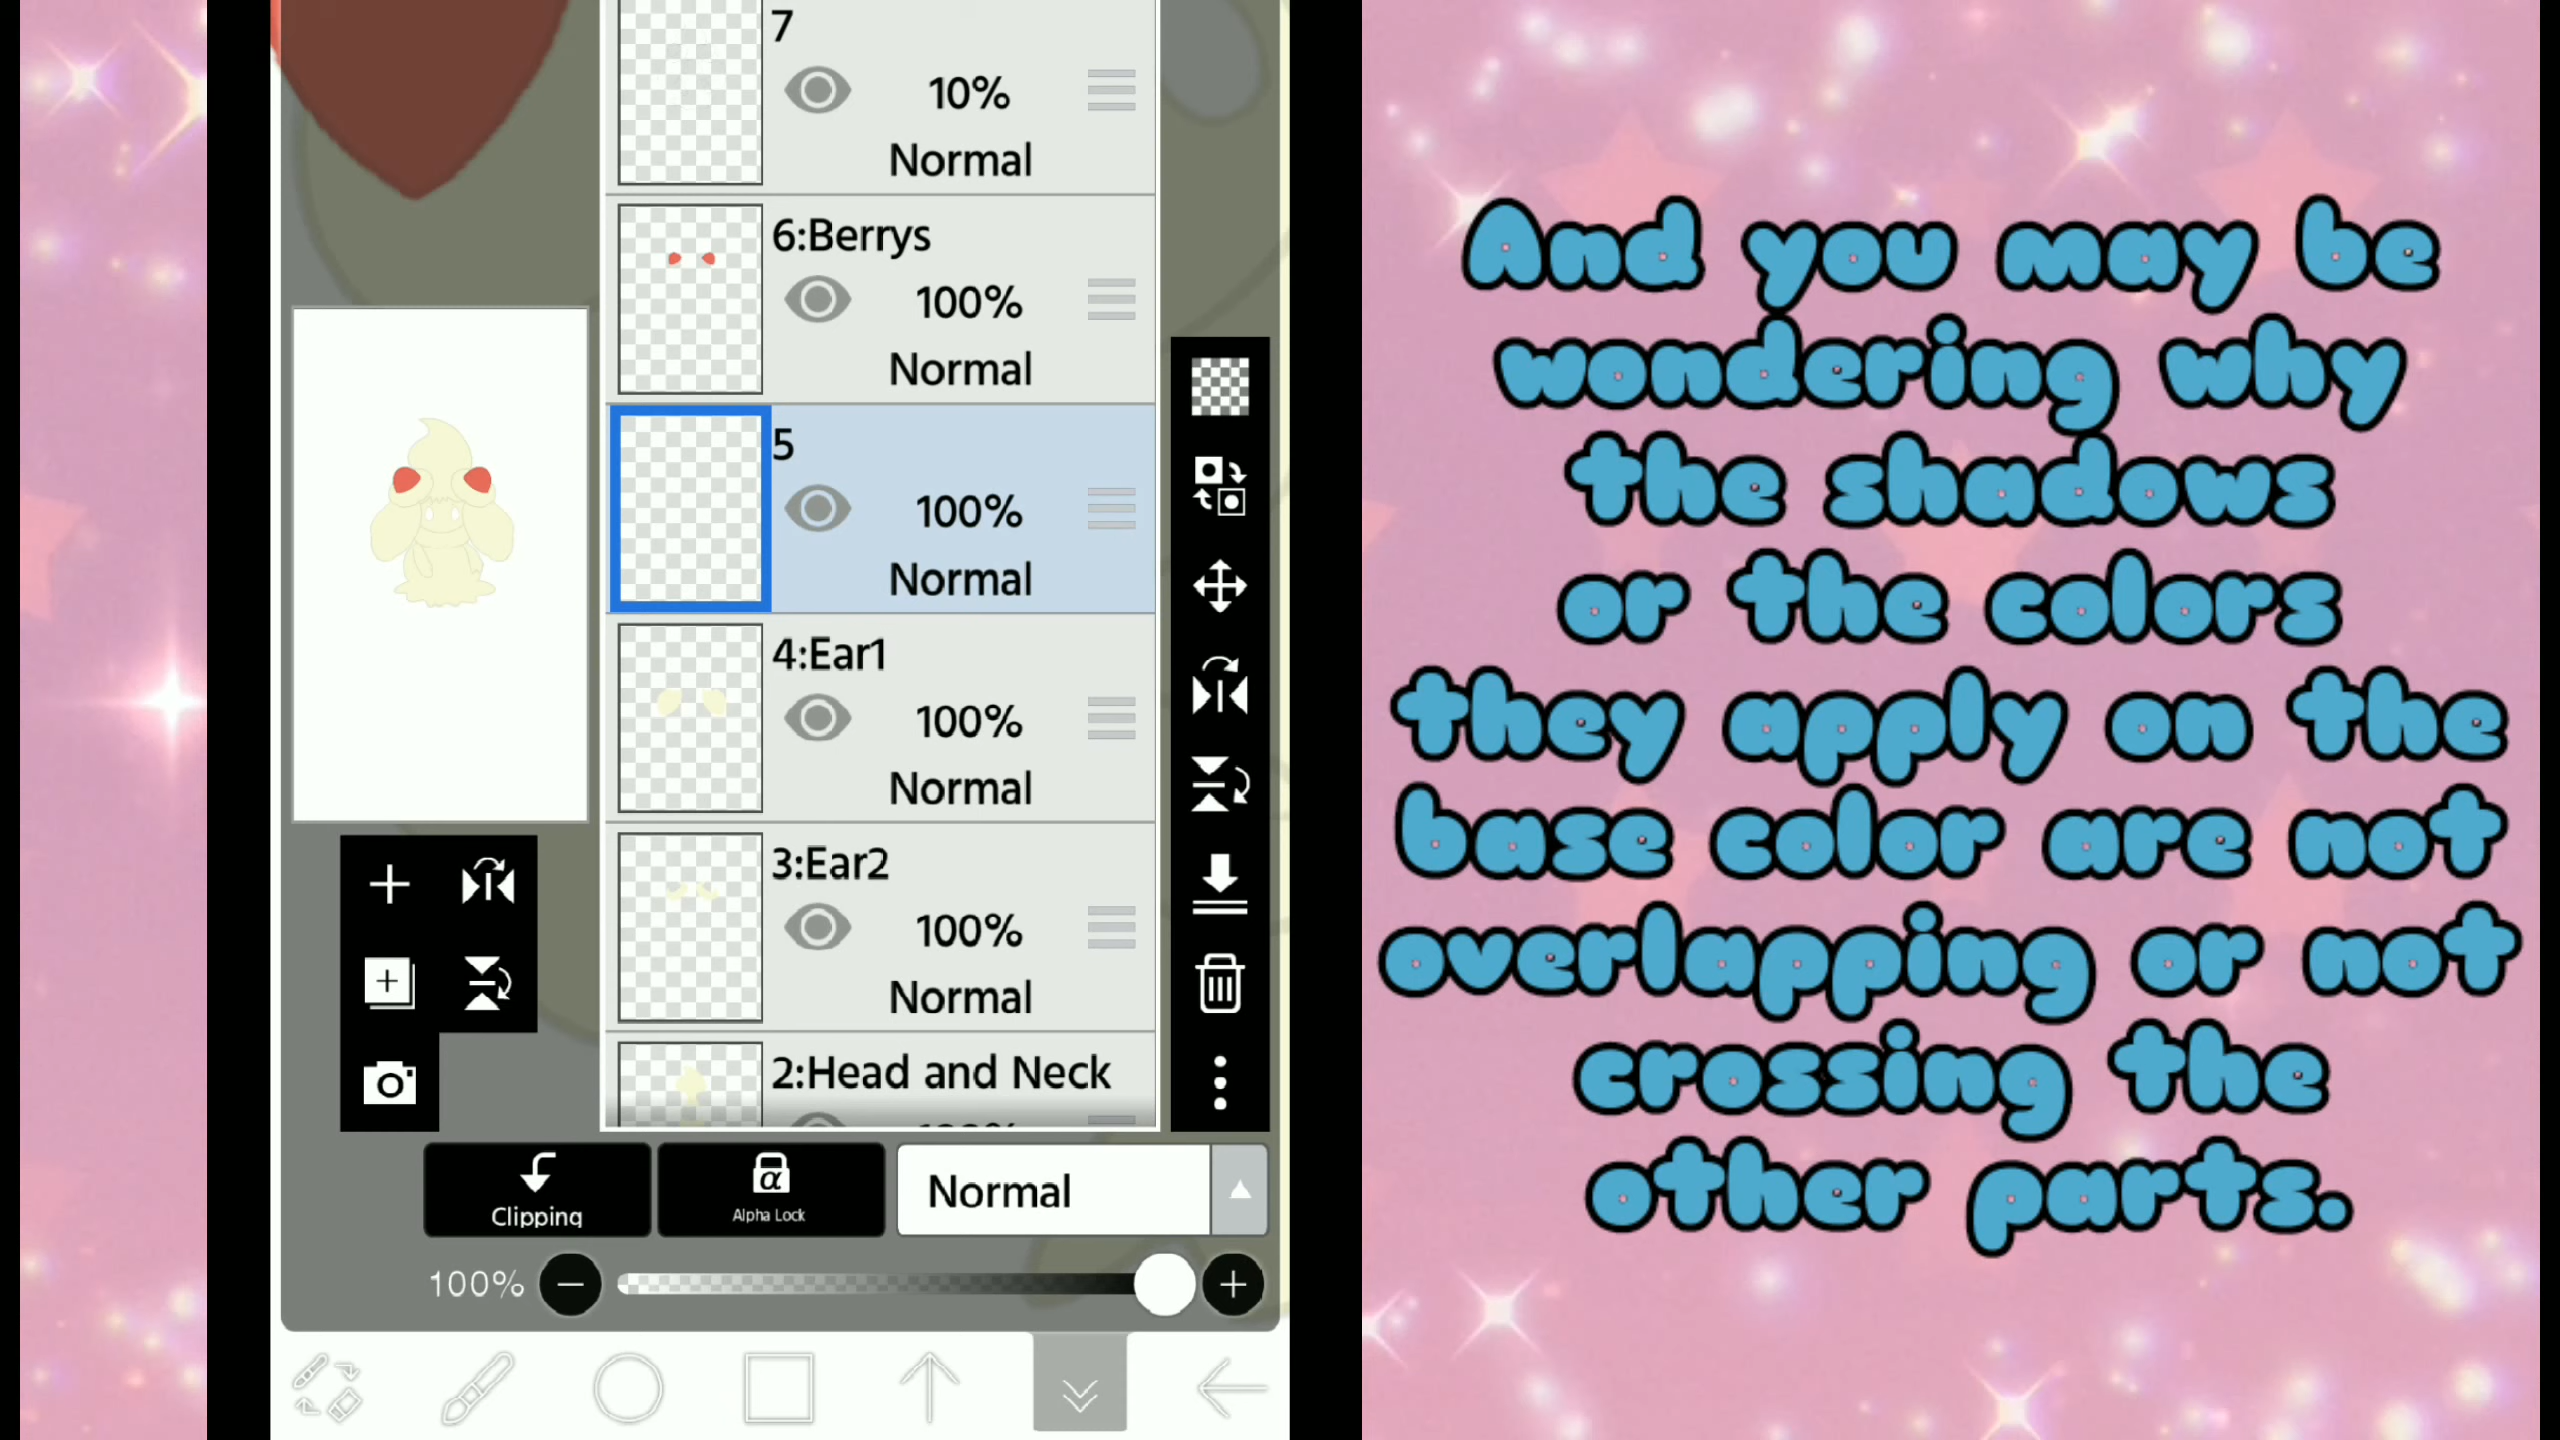 7
10%
Normal
6:Berrys
100%
Normal
5
100%
Normal
4:Ear1
100%
Normal
3:Ear2
100%
Normal
2:Head and Neck
Clipping
Alpha Lock
Normal
100%
And you may be
wondering why
the shadows
or the colors
they apply on the
base color are not
overlapping or not
crossing the
other parts.